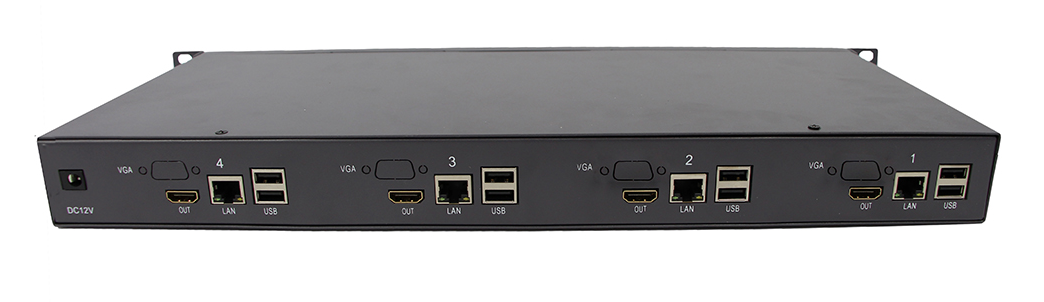 4
VGA
OUT
LAN
USB
3
VGA
OUT
LAN
USB
2
VGA
OUT
LAN
USB
1
VGA
OUT
LAN
USB
DC12V